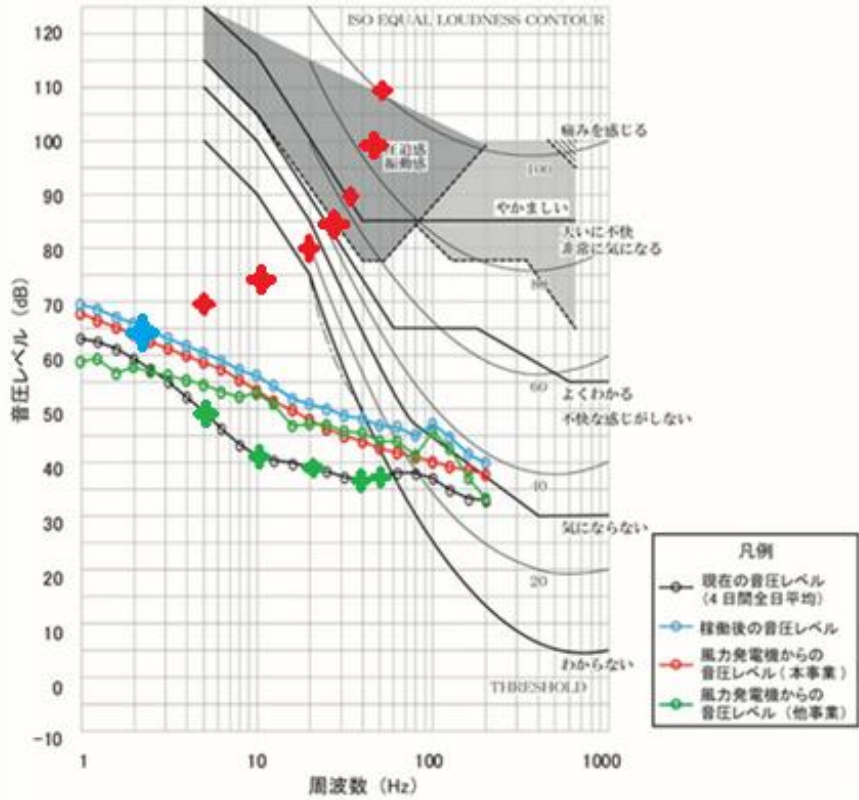 ISO EQUAL LOUDNESS CONTOUR
120
110
100
90
80
70
60
50
40
30
20
10
0
-10
音圧レベル (dB)
痛みを感じる
100
圧迫感
振動感
やかましい
大いに不快
非常に気になる
80
60
よくわかる
不快な感じがしない
40
気にならない
20
わからない
THRESHOLD
1
10
100
1000
周波数 (Hz)
凡例
現在の音圧レベル
(4日間全日平均)
稼働後の音圧レベル
風力発電機からの
音圧レベル(本事業)
風力発電機からの
音圧レベル (他事業)